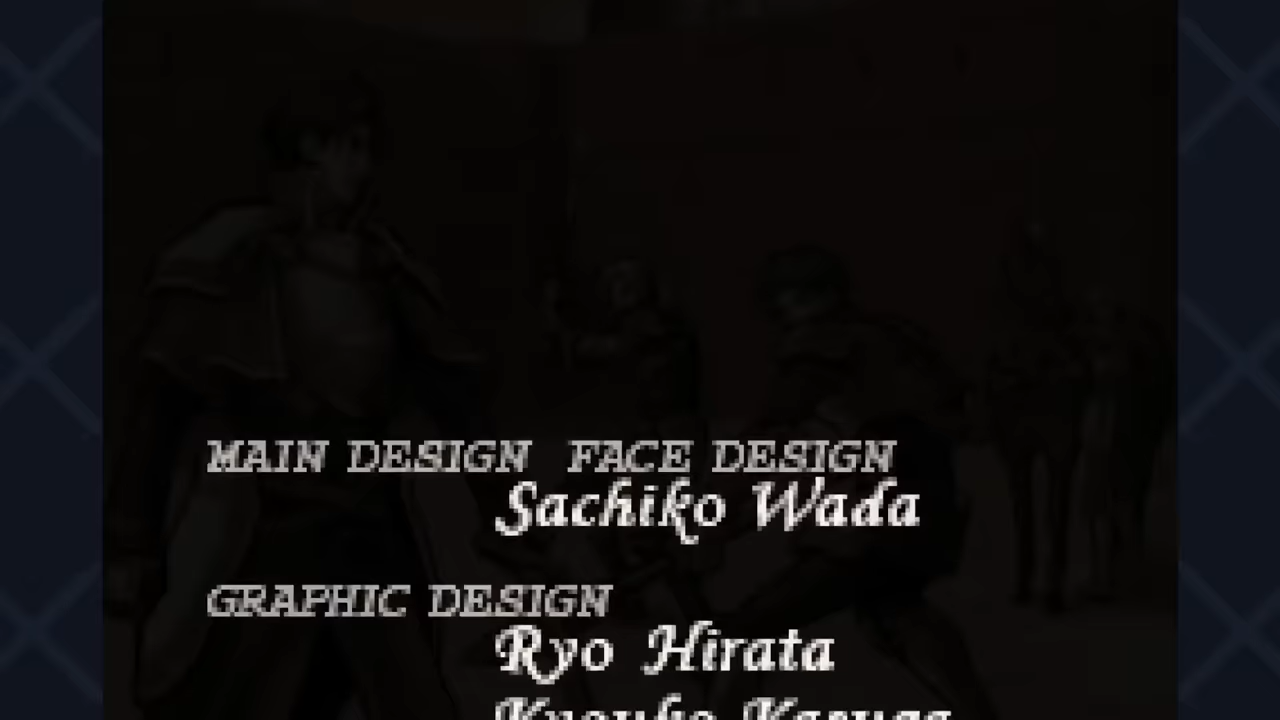 MAIN DESIGN FACE DESIGN
Sachiko Wada
GRAPHIC DESIGN
Ryo Hirata